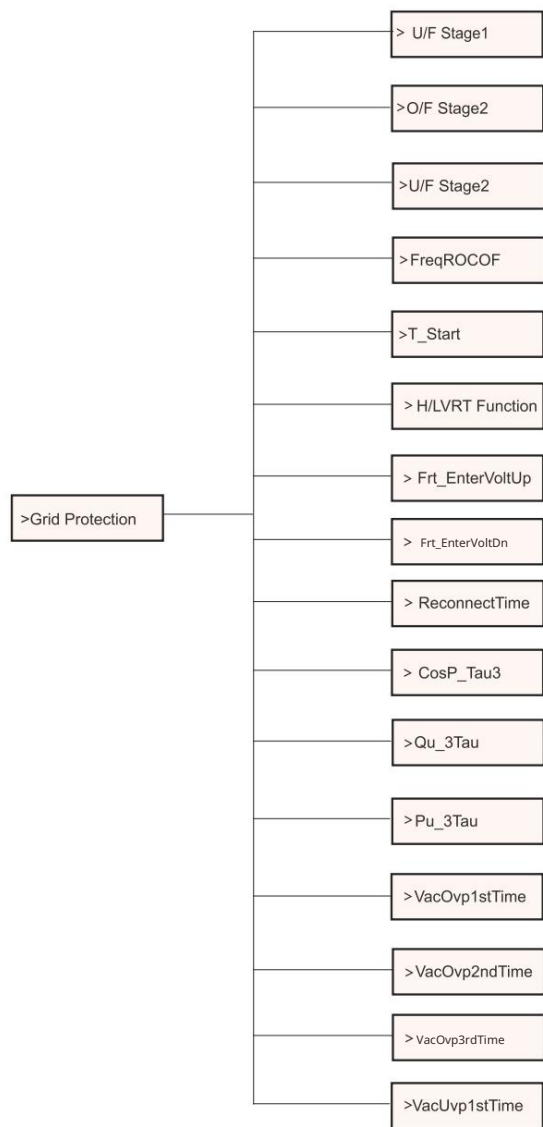 > U/F Stage1
>O/F Stage2
>U/F Stage2
>FreqROCOF
>T_Start
> H/LVRT Function
> Frt_EnterVoltUp
>Grid Protection
> Frt_EnterVoltDn
> ReconnectTime
> CosP_Tau3
>Qu_3Tau
>Pu_3Tau
>VacOvp1stTime
>VacOvp2ndTime
>VacOvp3rdTime
>VacUvp1stTime